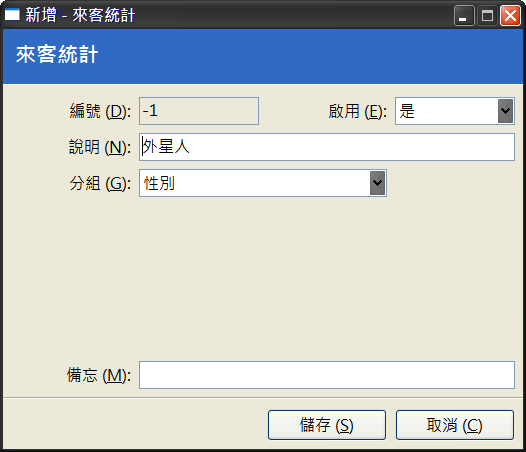 新增 - 來客統計
來客統計
編號 (D): -1 啟用 (E): 是
說明 (N): 外星人
分組 (G): 性別
備忘 (M):
儲存 (S) 取消 (C)